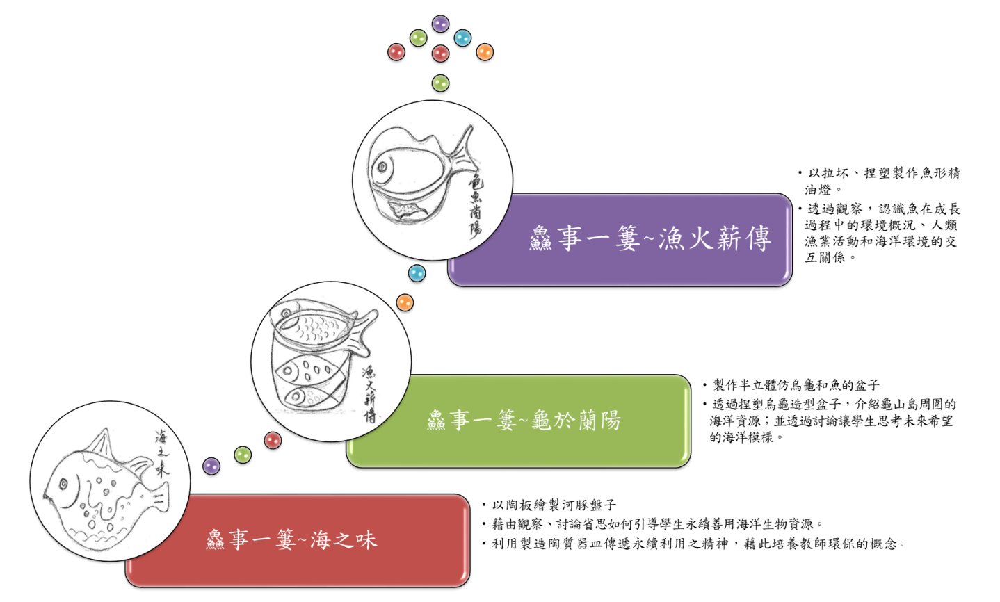 龟魚蘭陽
鱻事一簍~漁火薪傳
•以拉坏、捏塑製作魚形精
油燈。
•透過觀察，認識魚在成長
過程中的環境概況、人類
漁業活動和海洋環境的交
互關係。
漁火薪傳
鱻事一簍~龜於蘭陽
•製作半立體仿烏龜和魚的盆子
•透過捏塑烏龜造型盆子，介紹龜山島周圍的
海洋資源；並透過討論讓學生思考未來希望
的海洋模樣。
海之味
鱻事一簍~海之味
•以陶板繪製河豚盤子
•藉由觀察、討論省思如何引導學生永續善用海洋生物資源。
•利用製造陶質器皿傳遞永續利用之精神，藉此培養教師環保的概念。